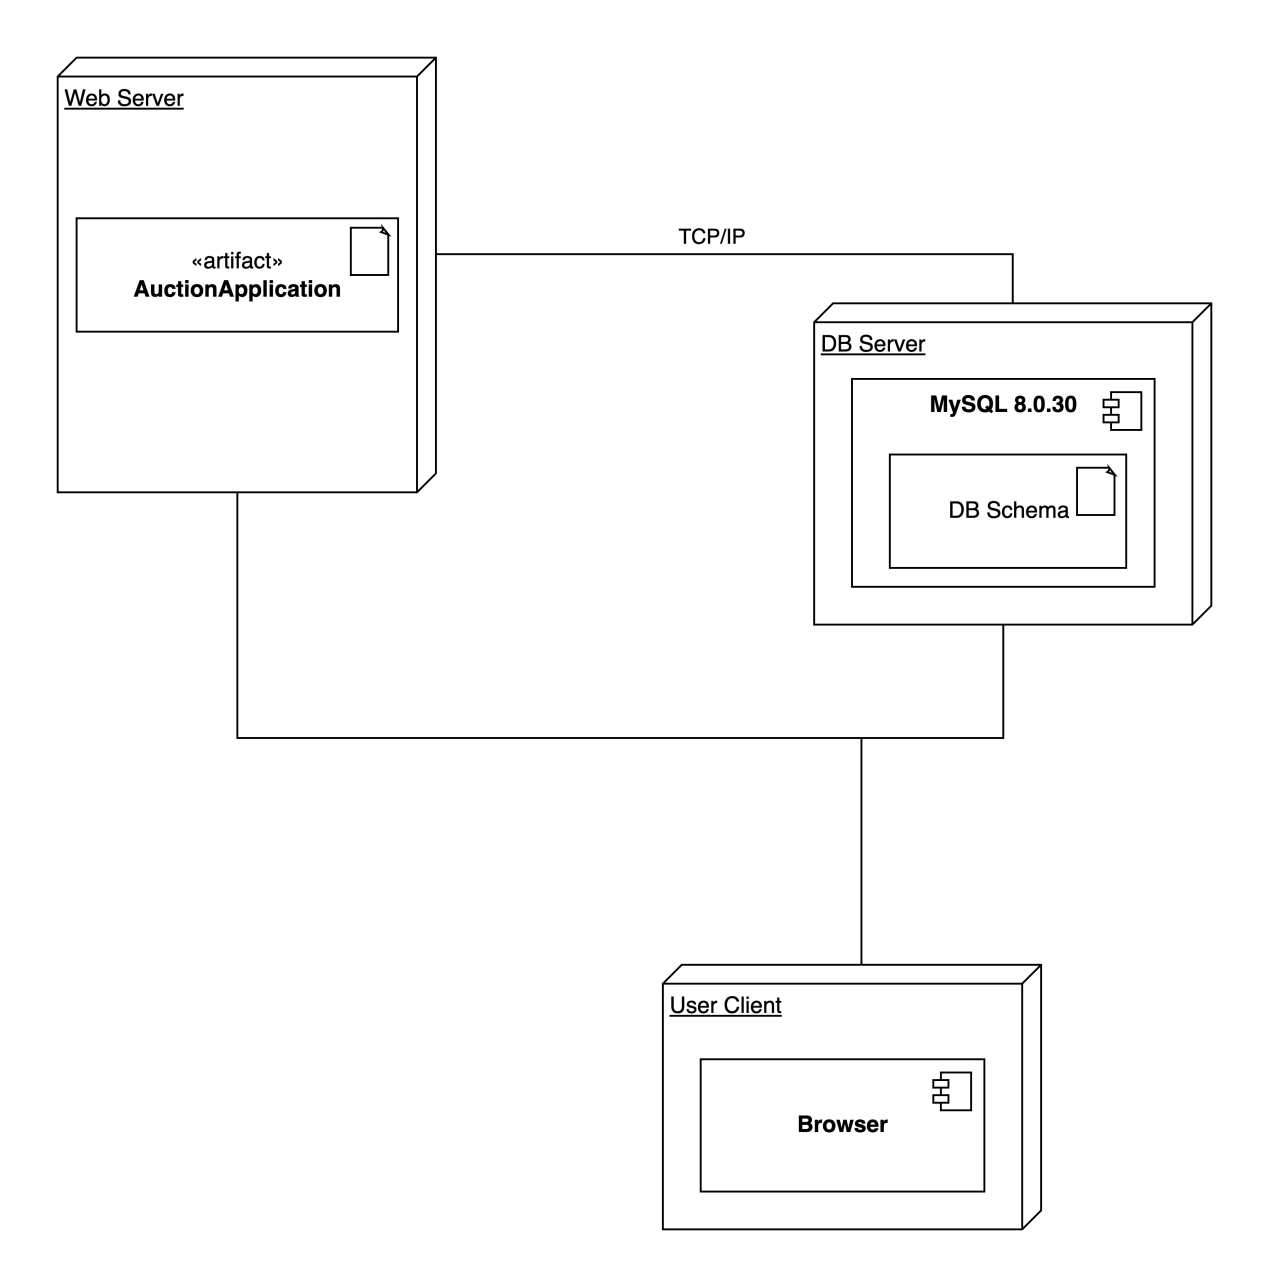 Web Server
«artifact»
AuctionApplication
TCP/IP
DB Server
MySQL 8.0.30
DB Schema
User Client
Browser